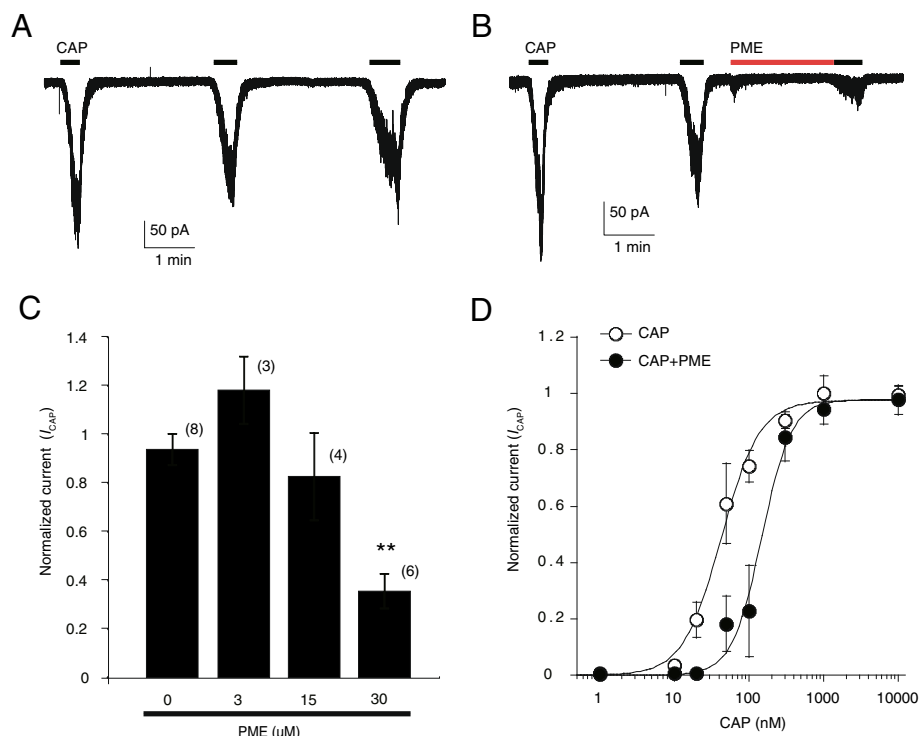 A
CAP
50 pA
1 min
B
CAP
PME
50 pA
1 min
C
Normalized current (I_CAP)
1.4
1.2
1
0.8
0.6
0.4
0.2
0
(8)
(3)
(4)
**
(6)
0 3 15 30
PME (µM)
D
CAP
CAP+PME
Normalized current (I_CAP)
1.2
1
0.8
0.6
0.4
0.2
0
1 10 100 1000 10000
CAP (nM)